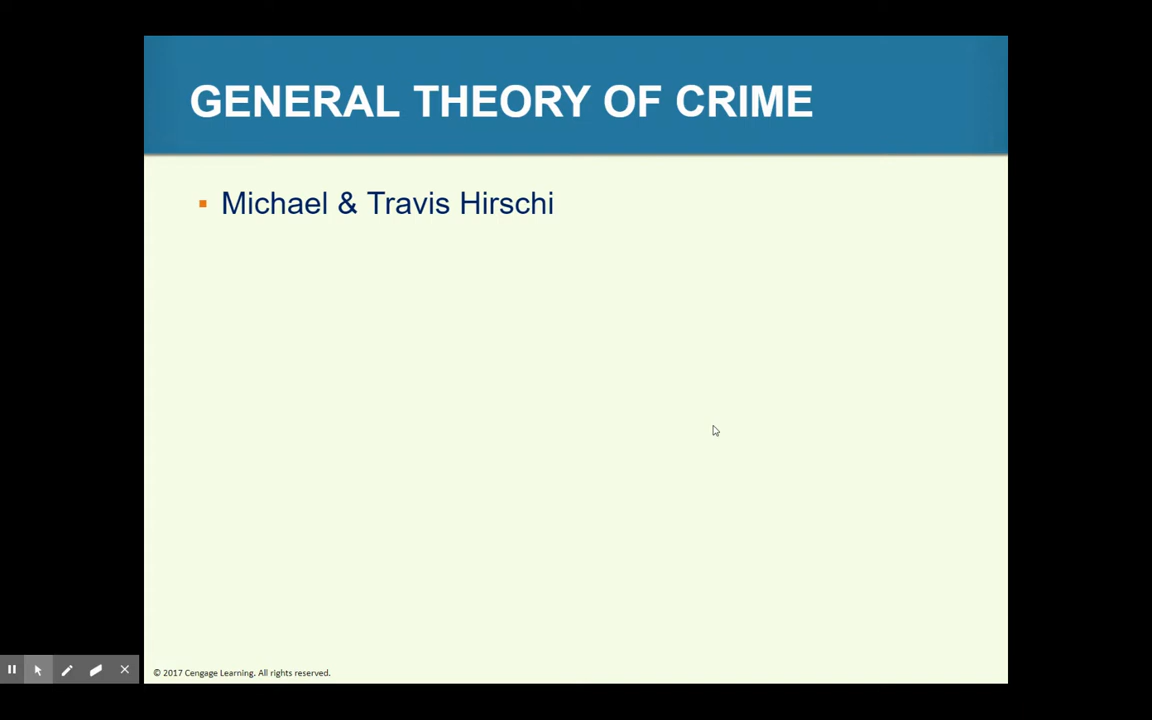 GENERAL THEORY OF CRIME
Michael & Travis Hirschi
© 2017 Cengage Learning. All rights reserved.